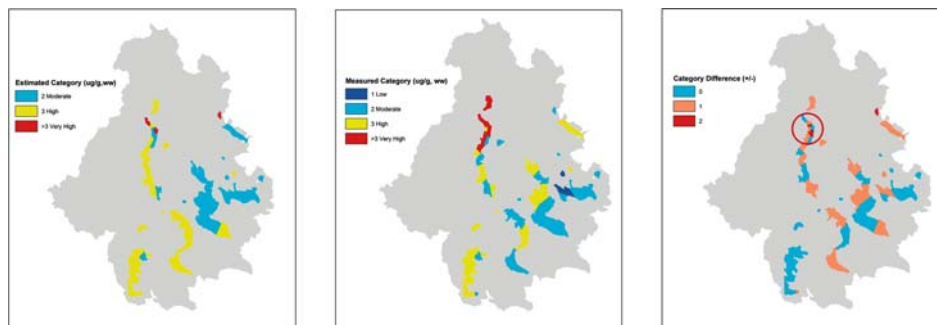 Estimated Category (ug/g,ww)
2 Moderate
3 High
>3 Very High
Measured Category (ug/g, ww)
1 Low
2 Moderate
3 High
>3 Very High
Category Difference (+/-)
0
1
2